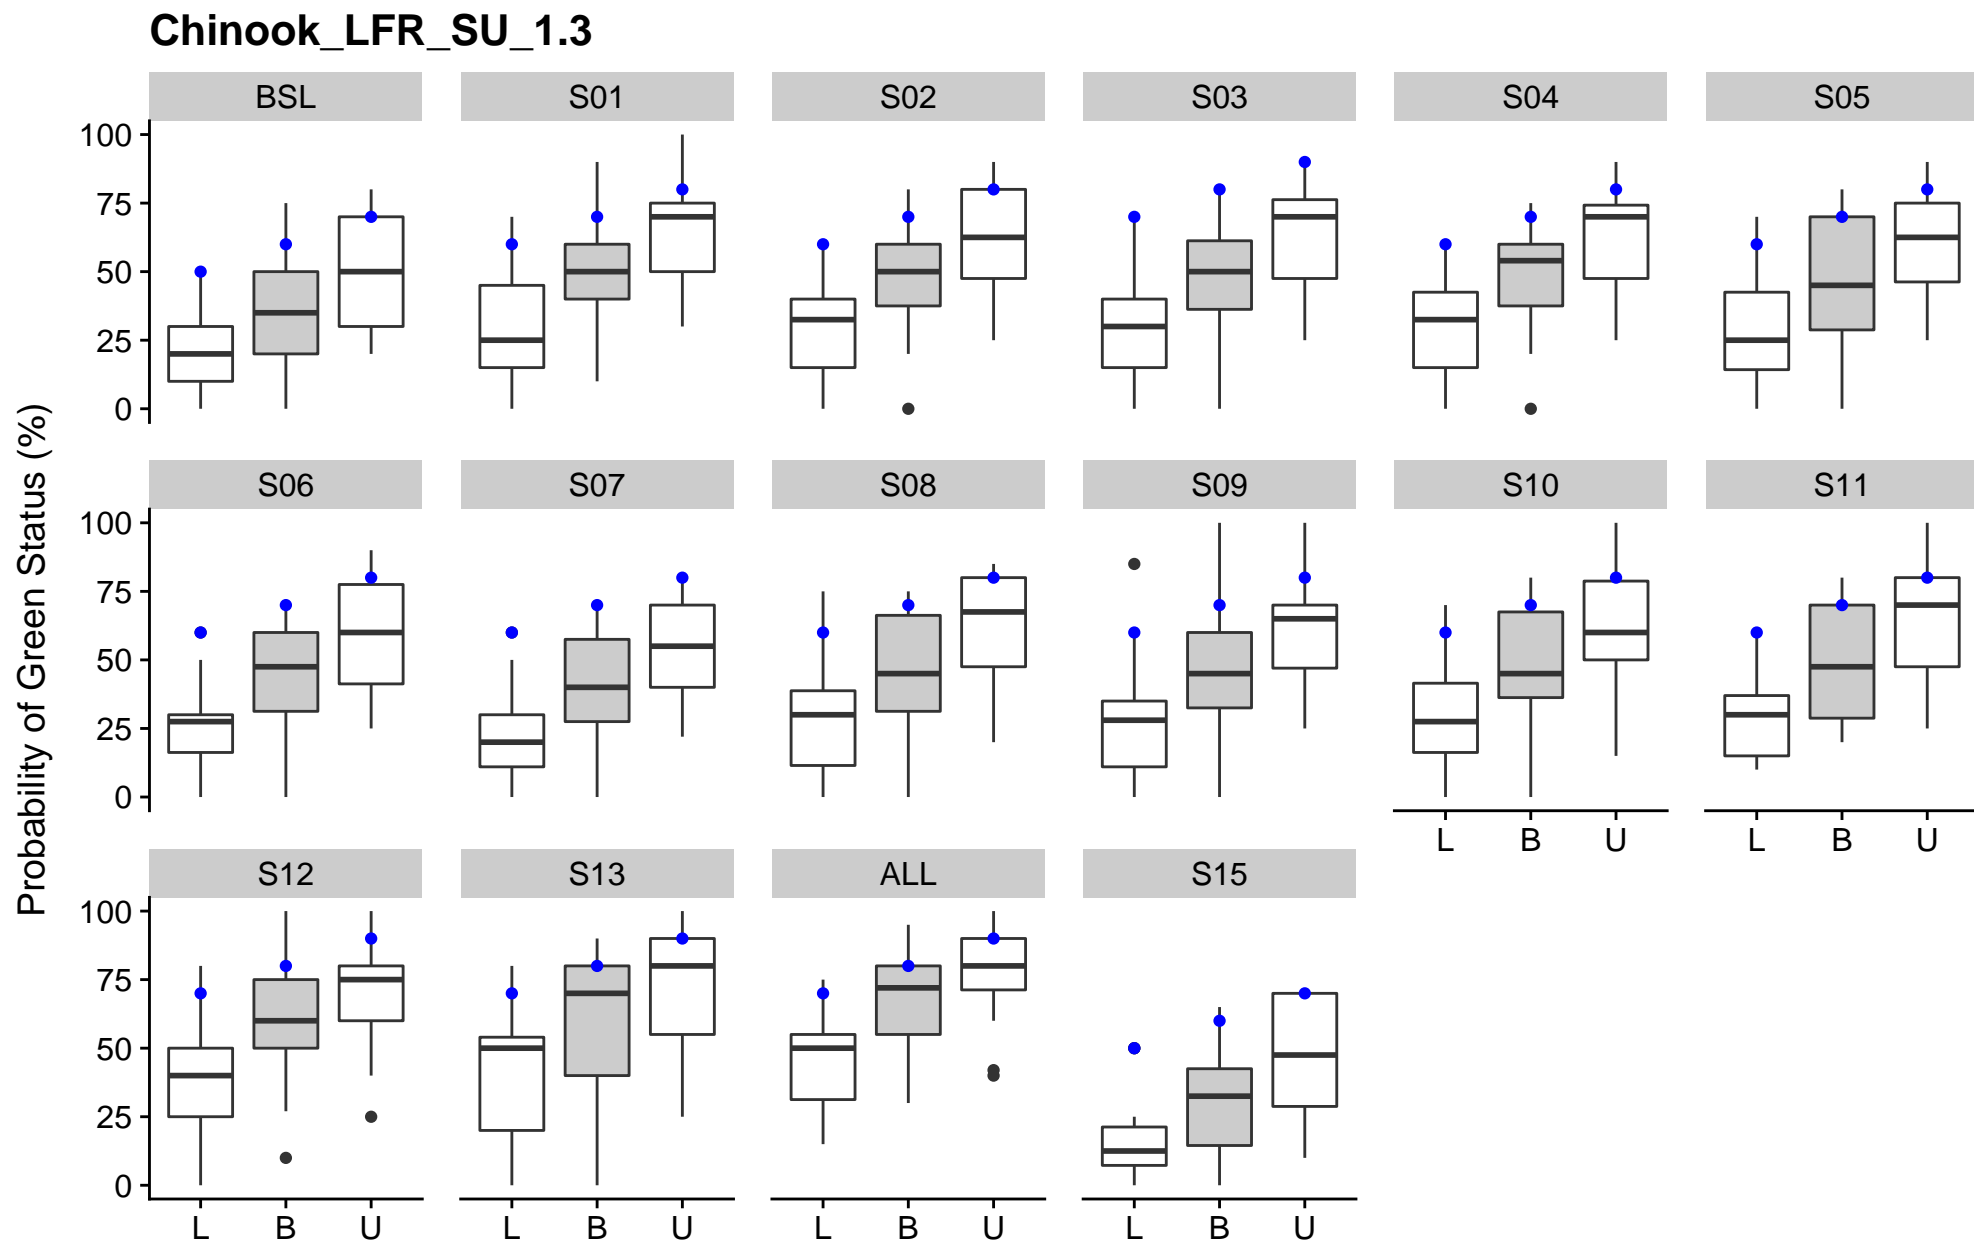 Chinook_LFR_SU_1.3
BSL S01 S02 S03 S04 S05
100
75
50
25
0
S06 S07 S08 S09 S10 S11
100
75
50
25
0
L B U L B U
S12 S13 ALL S15
100
75
50
25
0
L B U L B U L B U L B U
Probability of Green Status (%)